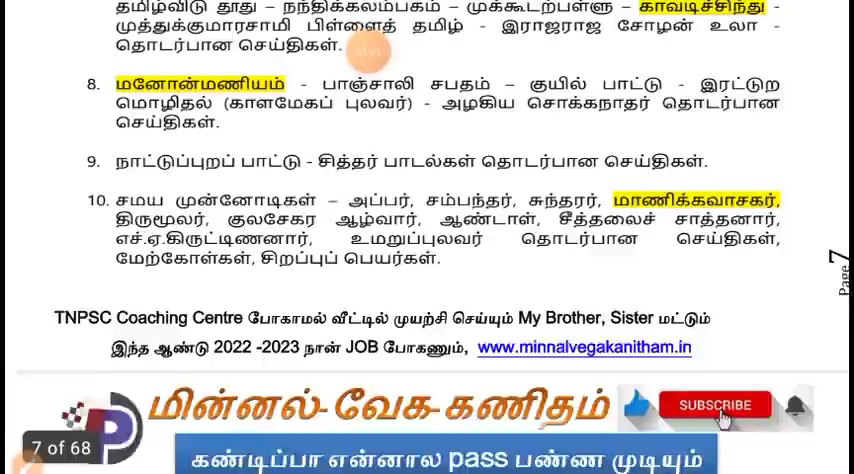 தமிழ்விடு தூது – நந்திக்கலம்பகம் – முக்கூடற்பள்ளு – காவடிச்சிந்து -
முத்துக்குமாரசாமி பிள்ளைத் தமிழ் - இராஜராஜ சோழன் உலா -
தொடர்பான செய்திகள்.
8. மனோன்மணியம் - பாஞ்சாலி சபதம் – குயில் பாட்டு - இரட்டுற
மொழிதல் (காளமேகப் புலவர்) - அழகிய சொக்கநாதர் தொடர்பான
செய்திகள்.
9. நாட்டுப்புறப் பாட்டு - சித்தர் பாடல்கள் தொடர்பான செய்திகள்.
10. சமய முன்னோடிகள் – அப்பர், சம்பந்தர், சுந்தரர், மாணிக்கவாசகர்,
திருமூலர், குலசேகர ஆழ்வார், ஆண்டாள், சீத்தலைச் சாத்தனார்,
எச்.ஏ.கிருட்டிணனார், உமறுப்புலவர் தொடர்பான செய்திகள்,
மேற்கோள்கள், சிறப்புப் பெயர்கள்.
Page 7
TNPSC Coaching Centre போகாமல் வீட்டில் முயற்சி செய்யும் My Brother, Sister மட்டும்
இந்த ஆண்டு 2022 -2023 நான் JOB போகணும், www.minnalvegakanitham.in
மின்னல்-வேக-கணிதம்
SUBSCRIBE
7 of 68
கண்டிப்பா என்னால pass பண்ண முடியும்